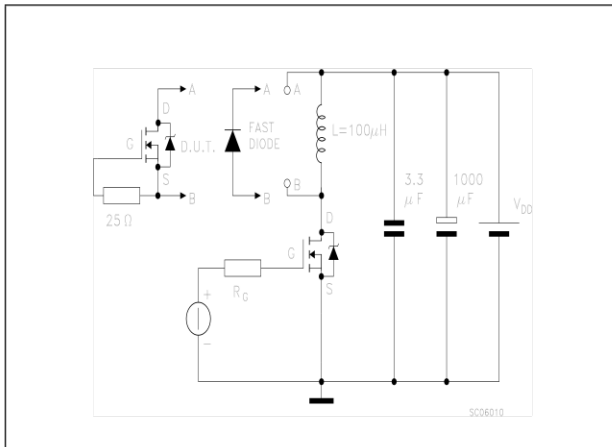 A
A
A
D
FAST
DIODE
G
D.U.T.
L=100μH
S
B
B
B
25 Ω
3.3
μF
1000
μF
V_DD
D
G
S
R_G
+
-
SC06010